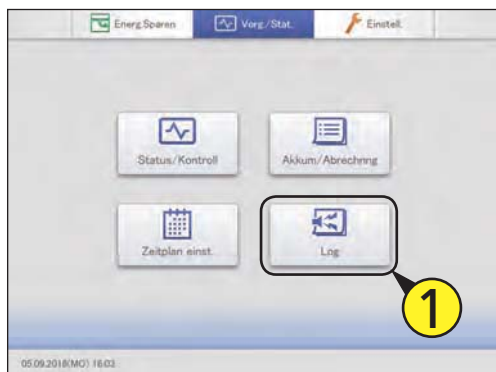 Energ.Sparen Vorg./Stat. Einstell.
Status/Kontroll Akkum/Abrechnng
Zeitplan einst. Log
1
05.09.2018(MO) 16:03